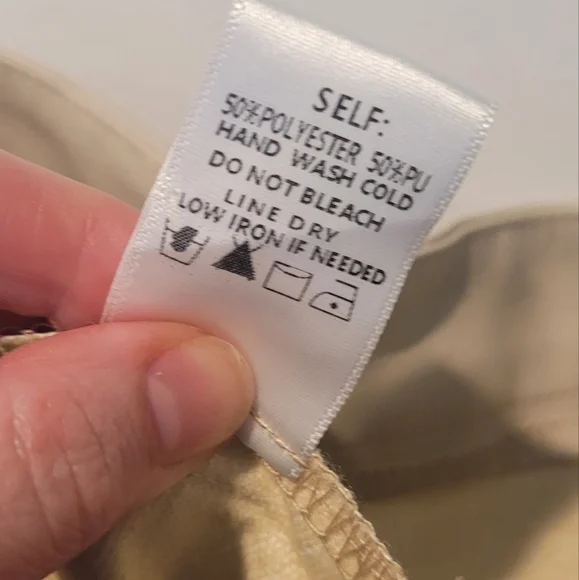 SELF:
50%POLYESTER 50%PU
HAND WASH COLD
DO NOT BLEACH
LINE DRY
LOW IRON IF NEEDED